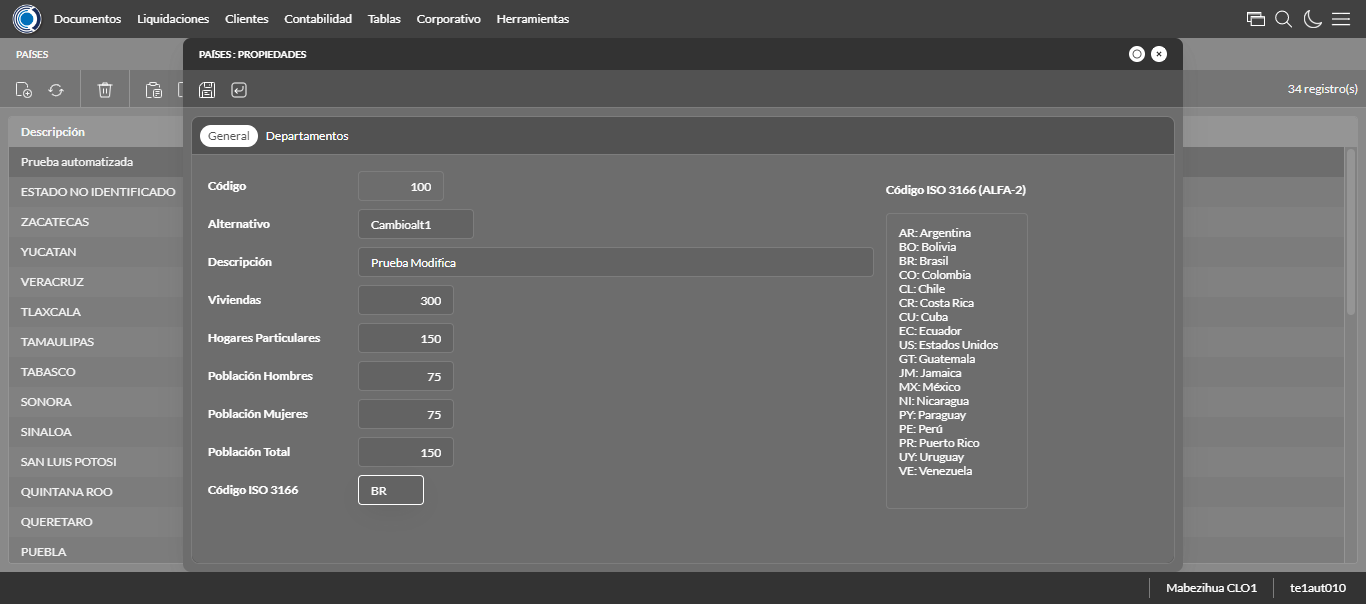 Documentos Liquidaciones Clientes Contabilidad Tablas Corporativo Herramientas
PAÍSES
PAÍSES : PROPIEDADES
34 registro(s)
Descripción
Prueba automatizada
ESTADO NO IDENTIFICADO
ZACATECAS
YUCATAN
VERACRUZ
TLAXCALA
TAMAULIPAS
TABASCO
SONORA
SINALOA
SAN LUIS POTOSI
QUINTANA ROO
QUERETARO
PUEBLA
General Departamentos
Código 100
Alternativo Cambioalt1
Descripción Prueba Modifica
Viviendas 300
Hogares Particulares 150
Población Hombres 75
Población Mujeres 75
Población Total 150
Código ISO 3166 BR
Código ISO 3166 (ALFA-2)
AR: Argentina
BO: Bolivia
BR: Brasil
CO: Colombia
CL: Chile
CR: Costa Rica
CU: Cuba
EC: Ecuador
US: Estados Unidos
GT: Guatemala
JM: Jamaica
MX: México
NI: Nicaragua
PY: Paraguay
PE: Perú
PR: Puerto Rico
UY: Uruguay
VE: Venezuela
Mabezihua CLO1 te1aut010